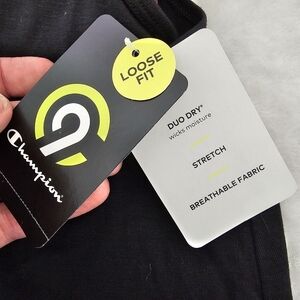 LOOSE
FIT
Champion
DUO DRY®
wicks moisture
STRETCH
BREATHABLE FABRIC